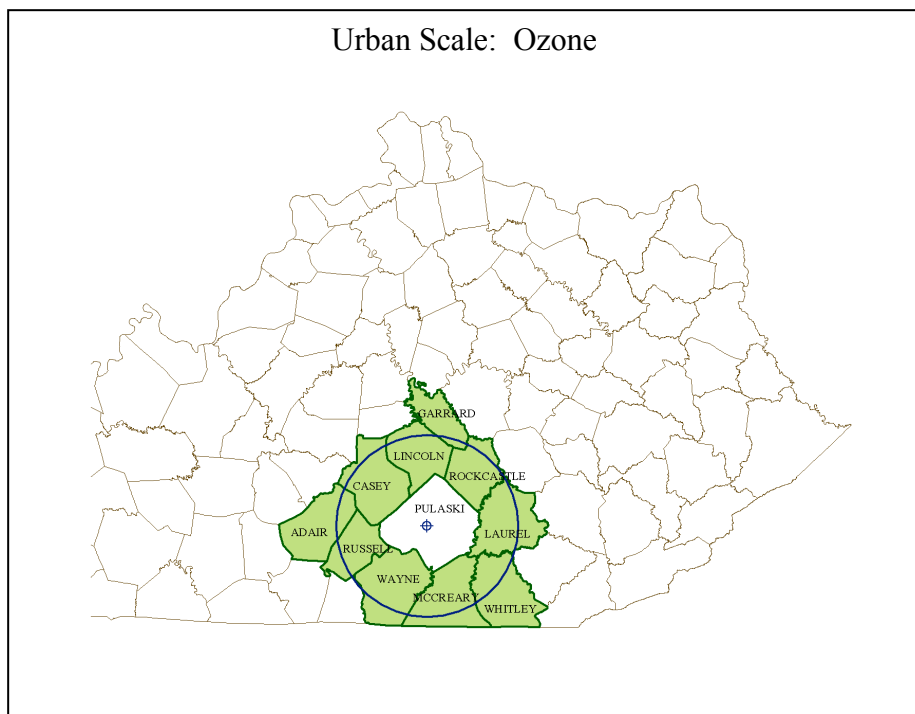 Urban Scale: Ozone
GARRARD
LINCOLN
ROCKCASTLE
CASEY
PULASKI
ADAIR
LAUREL
RUSSELL
WAYNE
MCCREARY
WHITLEY